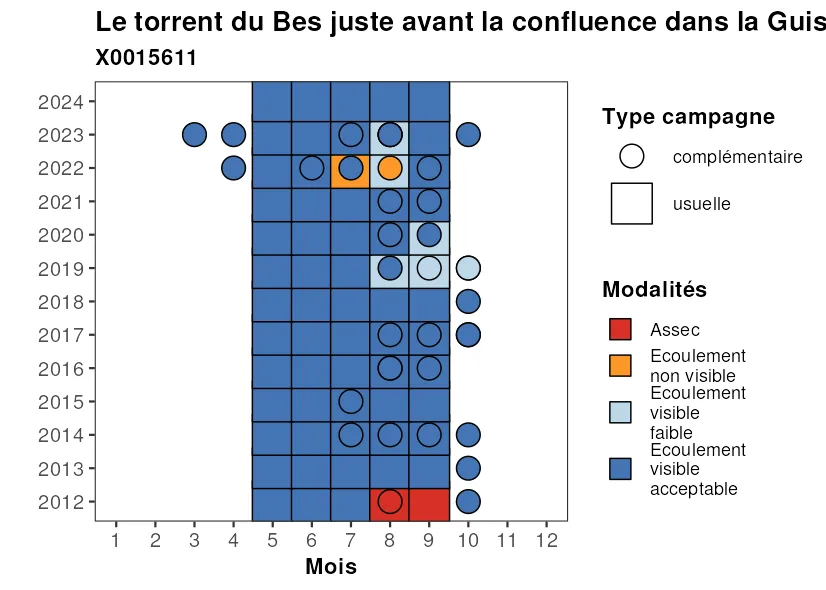 Le torrent du Bes juste avant la confluence dans la Guis
X0015611
2024
2023
2022
2021
2020
2019
2018
2017
2016
2015
2014
2013
2012
1 2 3 4 5 6 7 8 9 10 11 12
Mois
Type campagne
complémentaire
usuelle
Modalités
Assec
Ecoulement
non visible
Ecoulement
visible
faible
Ecoulement
visible
acceptable